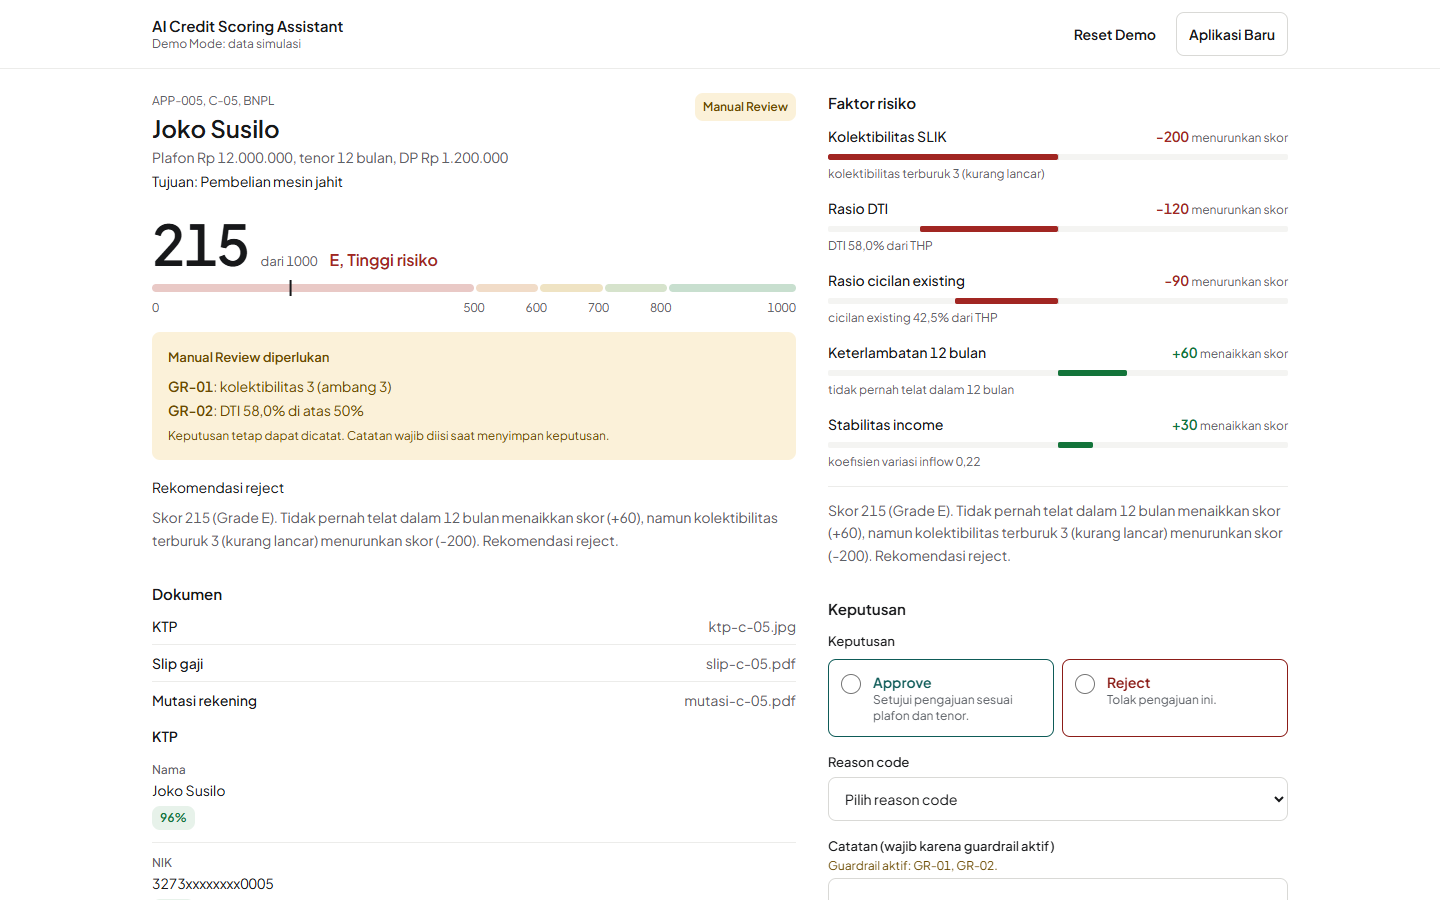 AI Credit Scoring Assistant
Demo Mode: data simulasi
Reset Demo
Aplikasi Baru
APP-005, C-05, BNPL
Manual Review
Joko Susilo
Plafon Rp 12.000.000, tenor 12 bulan, DP Rp 1.200.000
Tujuan: Pembelian mesin jahit
215 dari 1000 E, Tinggi risiko
0 500 600 700 800 1000
Manual Review diperlukan
GR-01: kolektibilitas 3 (ambang 3)
GR-02: DTI 58,0% di atas 50%
Keputusan tetap dapat dicatat. Catatan wajib diisi saat menyimpan keputusan.
Rekomendasi reject
Skor 215 (Grade E). Tidak pernah telat dalam 12 bulan menaikkan skor (+60), namun kolektibilitas
terburuk 3 (kurang lancar) menurunkan skor (-200). Rekomendasi reject.
Dokumen
KTP ktp-c-05.jpg
Slip gaji slip-c-05.pdf
Mutasi rekening mutasi-c-05.pdf
KTP
Nama
Joko Susilo
96%
NIK
3273xxxxxxxx0005
Faktor risiko
Kolektibilitas SLIK -200 menurunkan skor
kolektibilitas terburuk 3 (kurang lancar)
Rasio DTI -120 menurunkan skor
DTI 58,0% dari THP
Rasio cicilan existing -90 menurunkan skor
cicilan existing 42,5% dari THP
Keterlambatan 12 bulan +60 menaikkan skor
tidak pernah telat dalam 12 bulan
Stabilitas income +30 menaikkan skor
koefisien variasi inflow 0,22
Skor 215 (Grade E). Tidak pernah telat dalam 12 bulan menaikkan skor
(+60), namun kolektibilitas terburuk 3 (kurang lancar) menurunkan skor
(-200). Rekomendasi reject.
Keputusan
Keputusan
Approve
Setujui pengajuan sesuai
plafon dan tenor.
Reject
Tolak pengajuan ini.
Reason code
Pilih reason code
Catatan (wajib karena guardrail aktif)
Guardrail aktif: GR-01, GR-02.